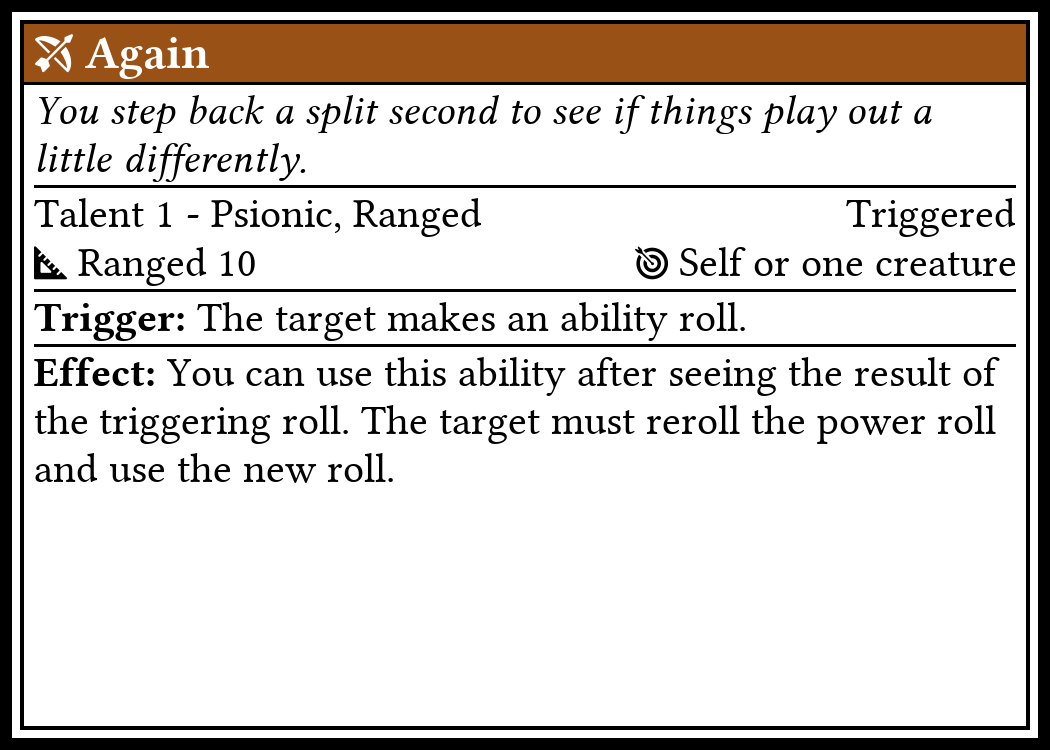 Again
You step back a split second to see if things play out a
little differently.
Talent 1 - Psionic, Ranged Triggered
Ranged 10 Self or one creature
Trigger: The target makes an ability roll.
Effect: You can use this ability after seeing the result of
the triggering roll. The target must reroll the power roll
and use the new roll.